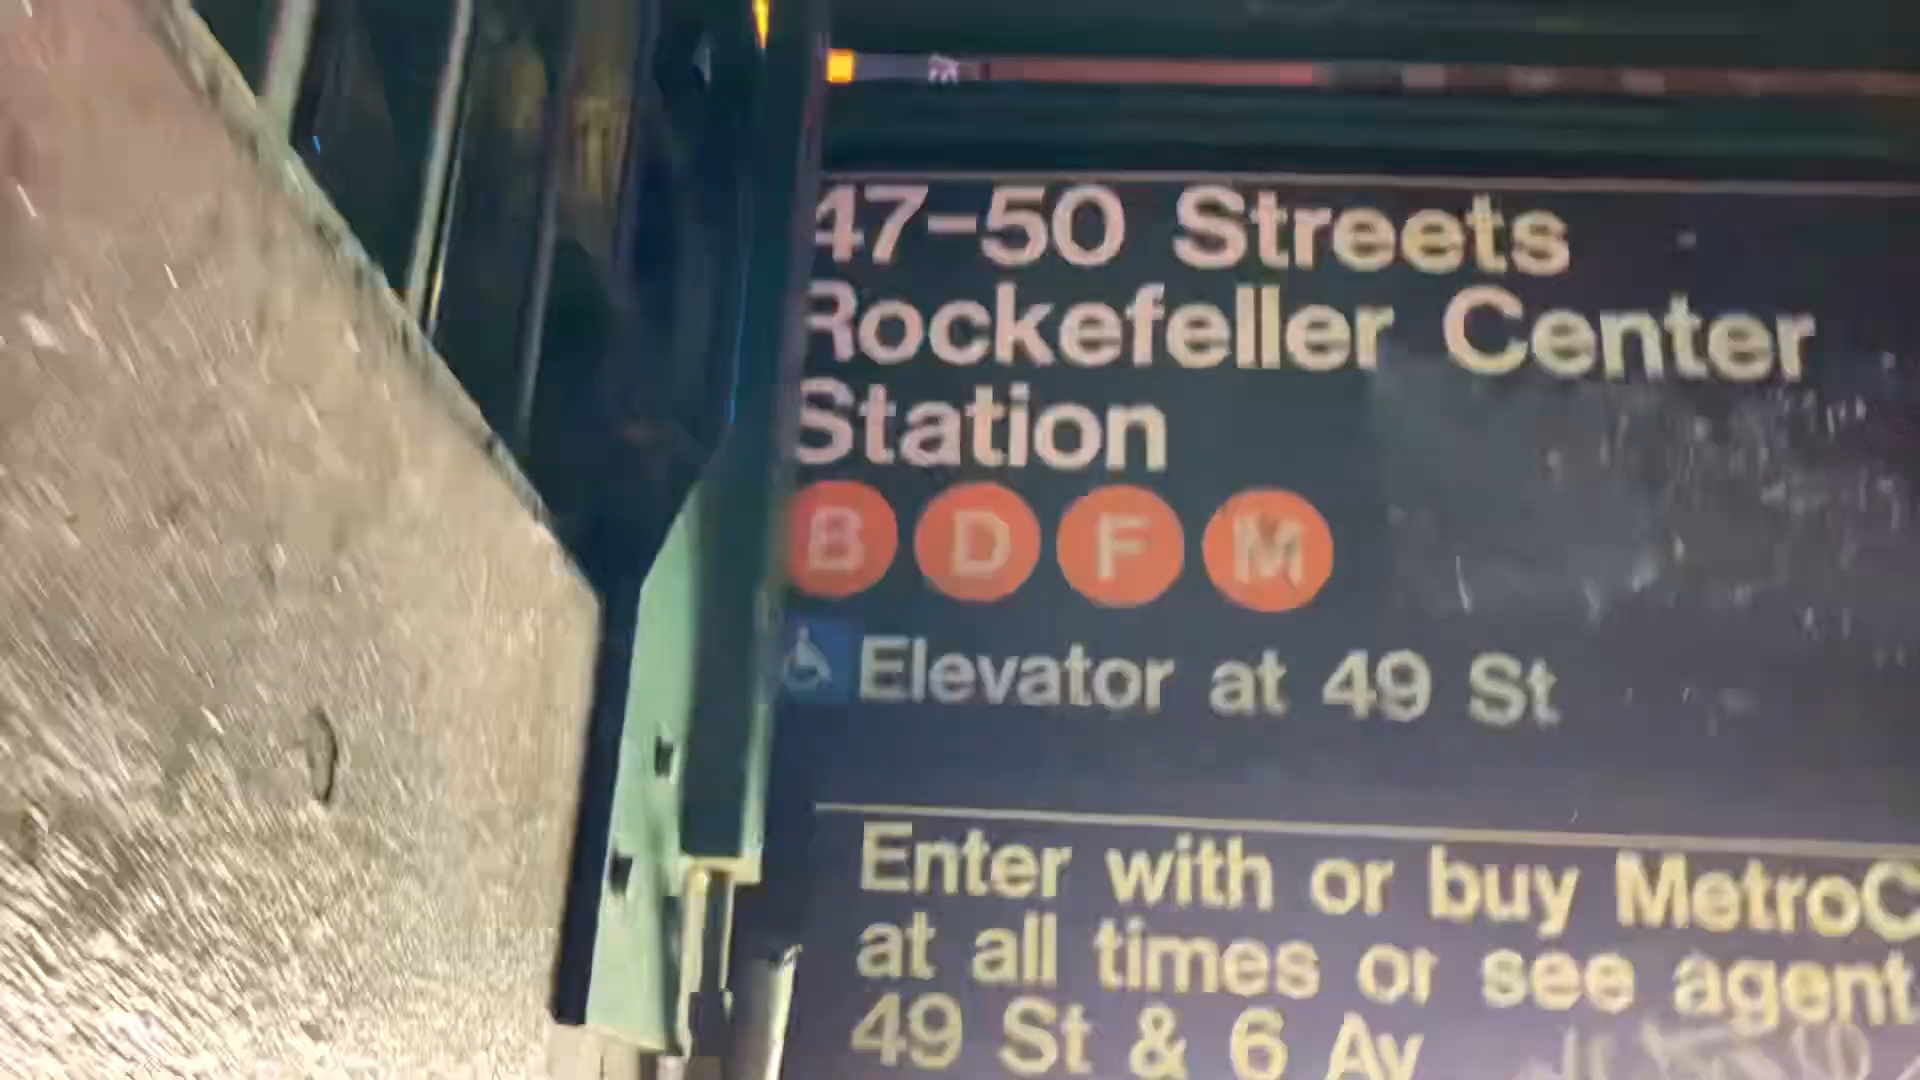 47-50 Streets
Rockefeller Center
Station
B D F M
Elevator at 49 St
Enter with or buy MetroC
at all times or see agent
49 St & 6 Av